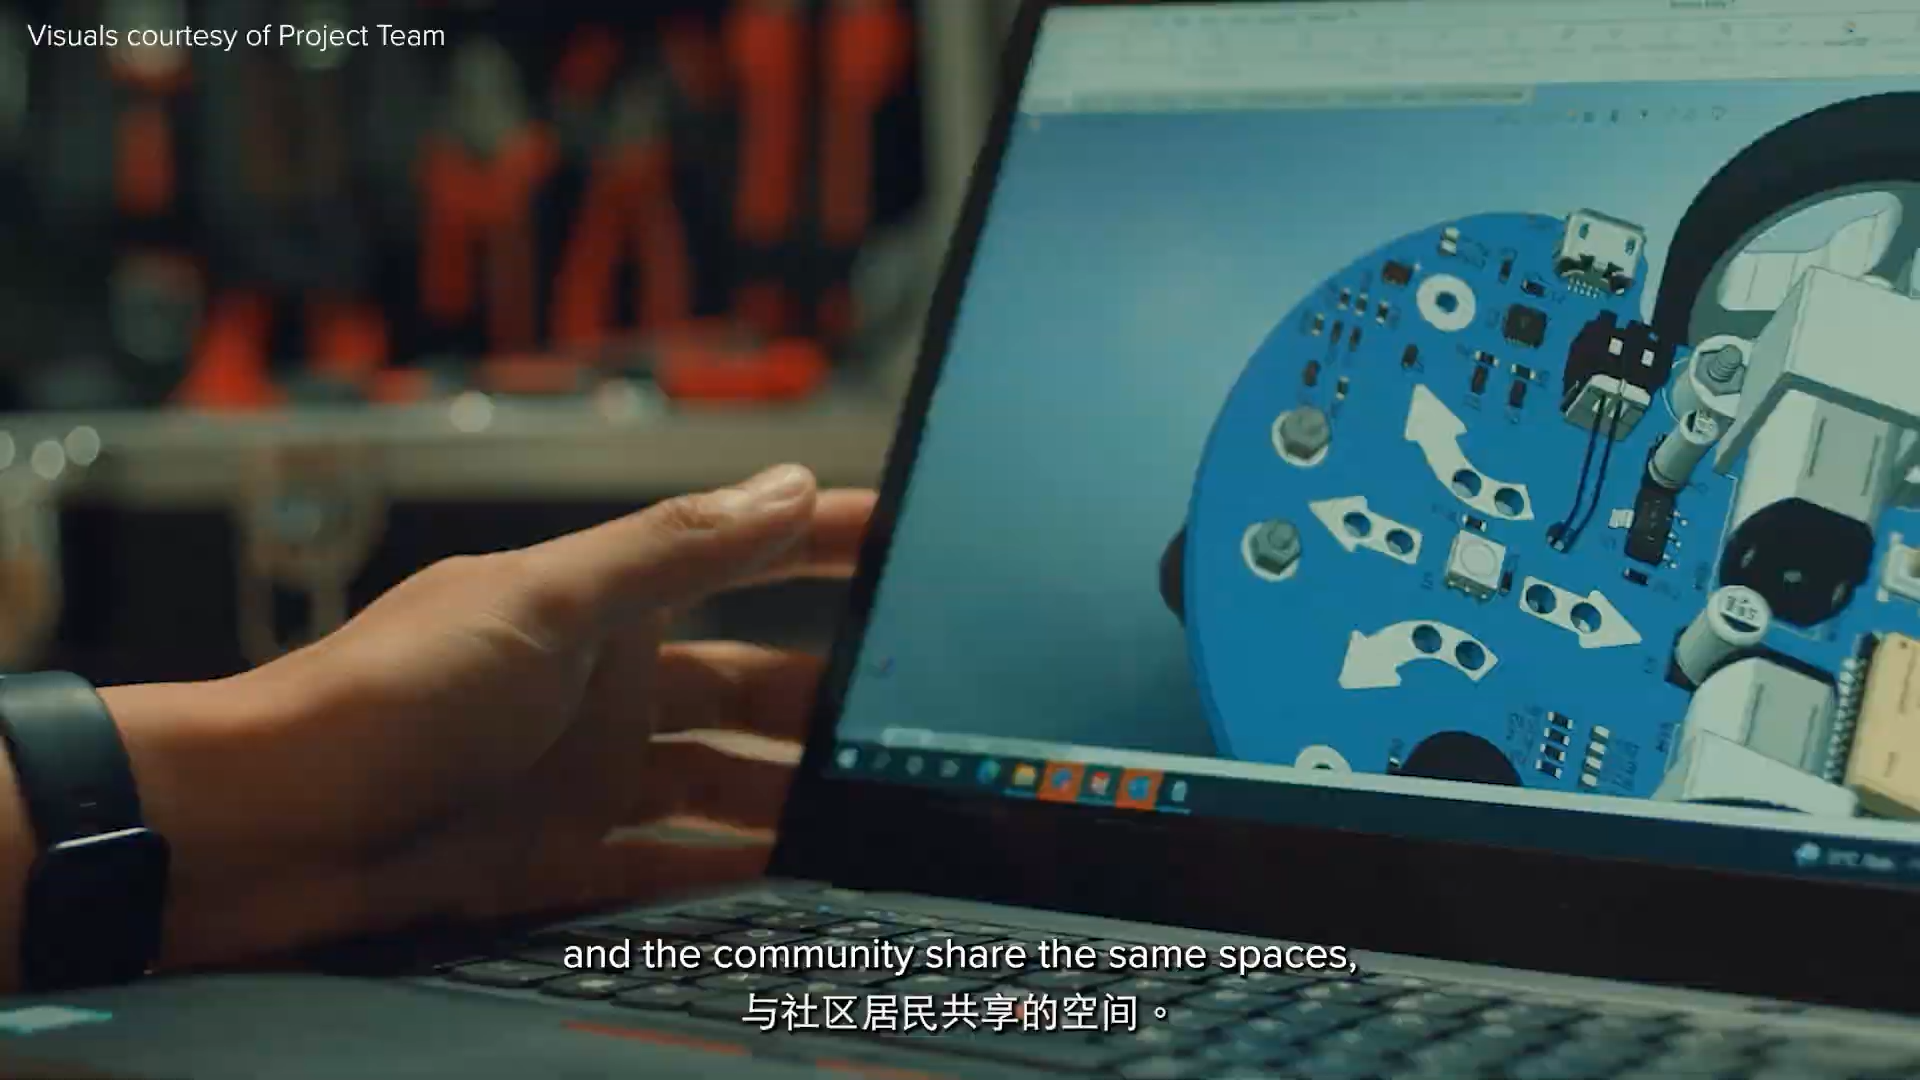 Visuals courtesy of Project Team
and the community share the same spaces,
与社区居民共享的空间。